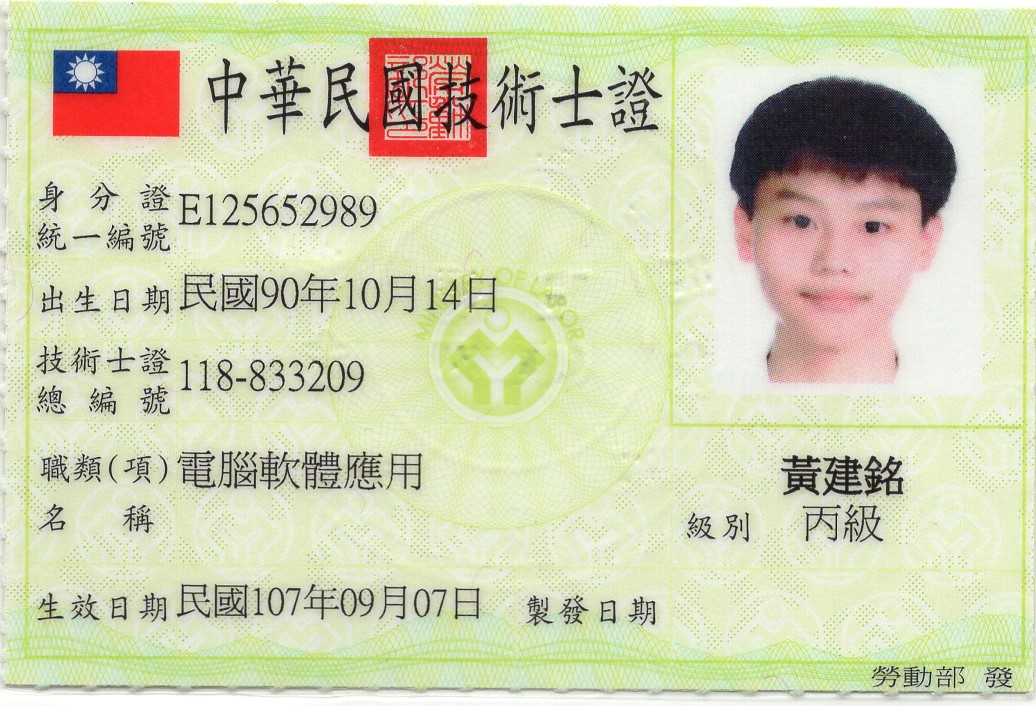 中華民國技術士證
身分證統一編號 E125652989
出生日期 民國90年10月14日
技術士證總編號 118-833209
職類(項)名稱 電腦軟體應用
黃建銘
級別 丙級
生效日期 民國107年09月07日 製發日期
勞動部 發